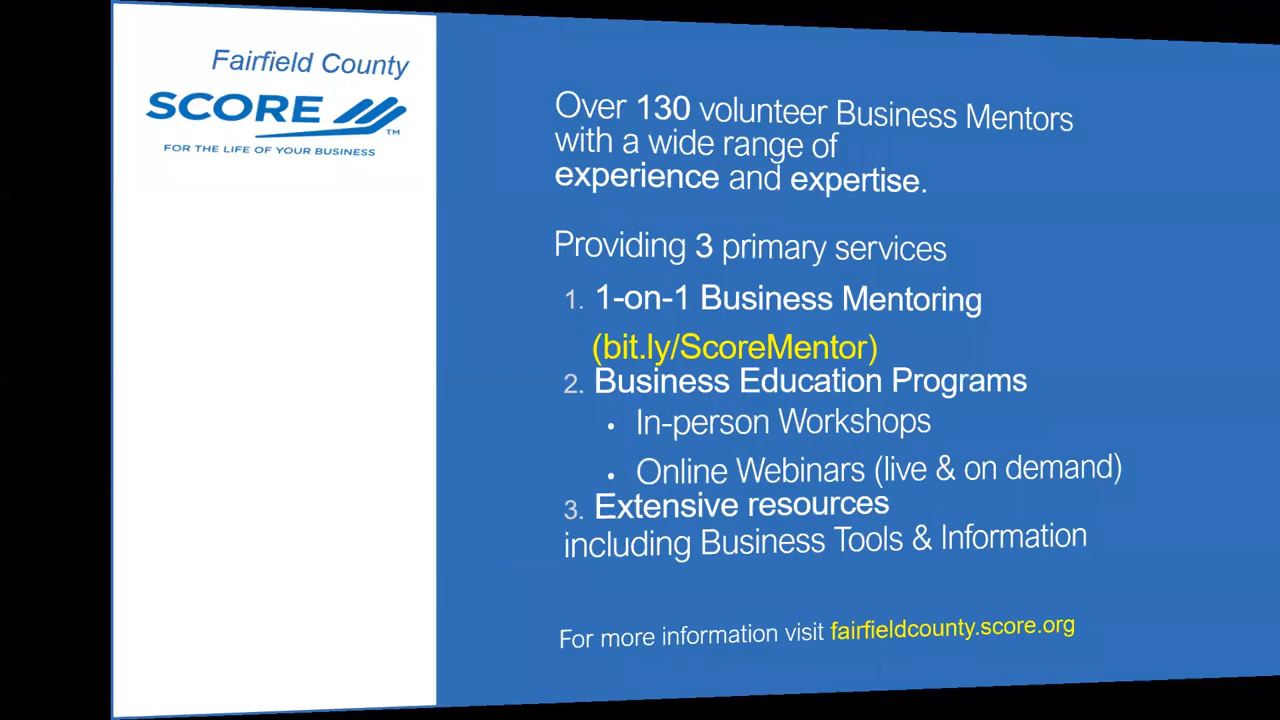 Fairfield County
SCORE
TM
FOR THE LIFE OF YOUR BUSINESS
Over 130 volunteer Business Mentors
with a wide range of
experience and expertise.
Providing 3 primary services
1. 1-on-1 Business Mentoring
(bit.ly/ScoreMentor)
2. Business Education Programs
• In-person Workshops
• Online Webinars (live & on demand)
3. Extensive resources
including Business Tools & Information
For more information visit fairfieldcounty.score.org